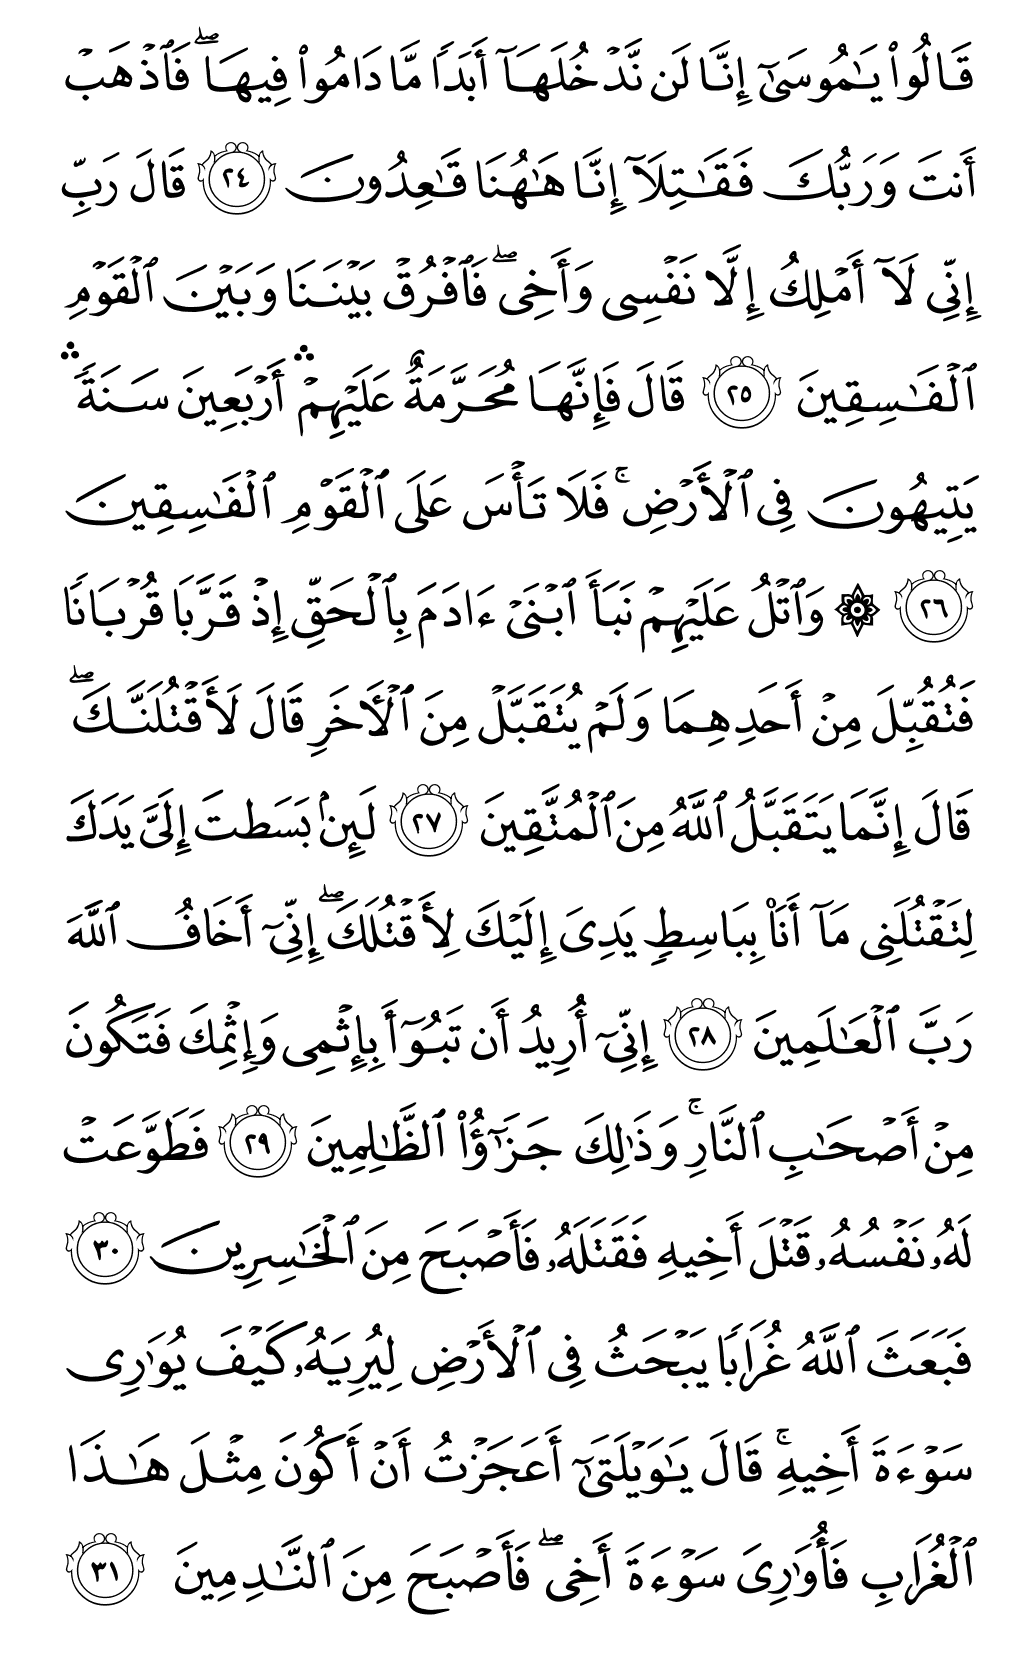 قَالُوا۟ يَـٰمُوسَىٰٓ إِنَّا لَن نَّدْخُلَهَآ أَبَدًا مَّا دَامُوا۟ فِيهَا ۖ فَٱذْهَبْ
أَنتَ وَرَبُّكَ فَقَـٰتِلَآ إِنَّا هَـٰهُنَا قَـٰعِدُونَ ٢٤ قَالَ رَبِّ
إِنِّى لَآ أَمْلِكُ إِلَّا نَفْسِى وَأَخِى ۖ فَٱفْرُقْ بَيْنَنَا وَبَيْنَ ٱلْقَوْمِ
ٱلْفَـٰسِقِينَ ٢٥ قَالَ فَإِنَّهَا مُحَرَّمَةٌ عَلَيْهِمْ ۛ أَرْبَعِينَ سَنَةً ۛ
يَتِيهُونَ فِى ٱلْأَرْضِ ۚ فَلَا تَأْسَ عَلَى ٱلْقَوْمِ ٱلْفَـٰسِقِينَ
٢٦ ۞ وَٱتْلُ عَلَيْهِمْ نَبَأَ ٱبْنَىْ ءَادَمَ بِٱلْحَقِّ إِذْ قَرَّبَا قُرْبَانًا
فَتُقُبِّلَ مِنْ أَحَدِهِمَا وَلَمْ يُتَقَبَّلْ مِنَ ٱلْـَٔاخَرِ قَالَ لَأَقْتُلَنَّكَ ۖ
قَالَ إِنَّمَا يَتَقَبَّلُ ٱللَّهُ مِنَ ٱلْمُتَّقِينَ ٢٧ لَئِنۢ بَسَطتَ إِلَىَّ يَدَكَ
لِتَقْتُلَنِى مَآ أَنَا۠ بِبَاسِطٍ يَدِىَ إِلَيْكَ لِأَقْتُلَكَ ۖ إِنِّىٓ أَخَافُ ٱللَّهَ
رَبَّ ٱلْعَـٰلَمِينَ ٢٨ إِنِّىٓ أُرِيدُ أَن تَبُوٓأَ بِإِثْمِى وَإِثْمِكَ فَتَكُونَ
مِنْ أَصْحَـٰبِ ٱلنَّارِ ۚ وَذَٰلِكَ جَزَٰٓؤُا۟ ٱلظَّـٰلِمِينَ ٢٩ فَطَوَّعَتْ
لَهُۥ نَفْسُهُۥ قَتْلَ أَخِيهِ فَقَتَلَهُۥ فَأَصْبَحَ مِنَ ٱلْخَـٰسِرِينَ ٣٠
فَبَعَثَ ٱللَّهُ غُرَابًا يَبْحَثُ فِى ٱلْأَرْضِ لِيُرِيَهُۥ كَيْفَ يُوَٰرِى
سَوْءَةَ أَخِيهِ ۚ قَالَ يَـٰوَيْلَتَىٰٓ أَعَجَزْتُ أَنْ أَكُونَ مِثْلَ هَـٰذَا
ٱلْغُرَابِ فَأُوَٰرِىَ سَوْءَةَ أَخِى ۖ فَأَصْبَحَ مِنَ ٱلنَّـٰدِمِينَ ٣١